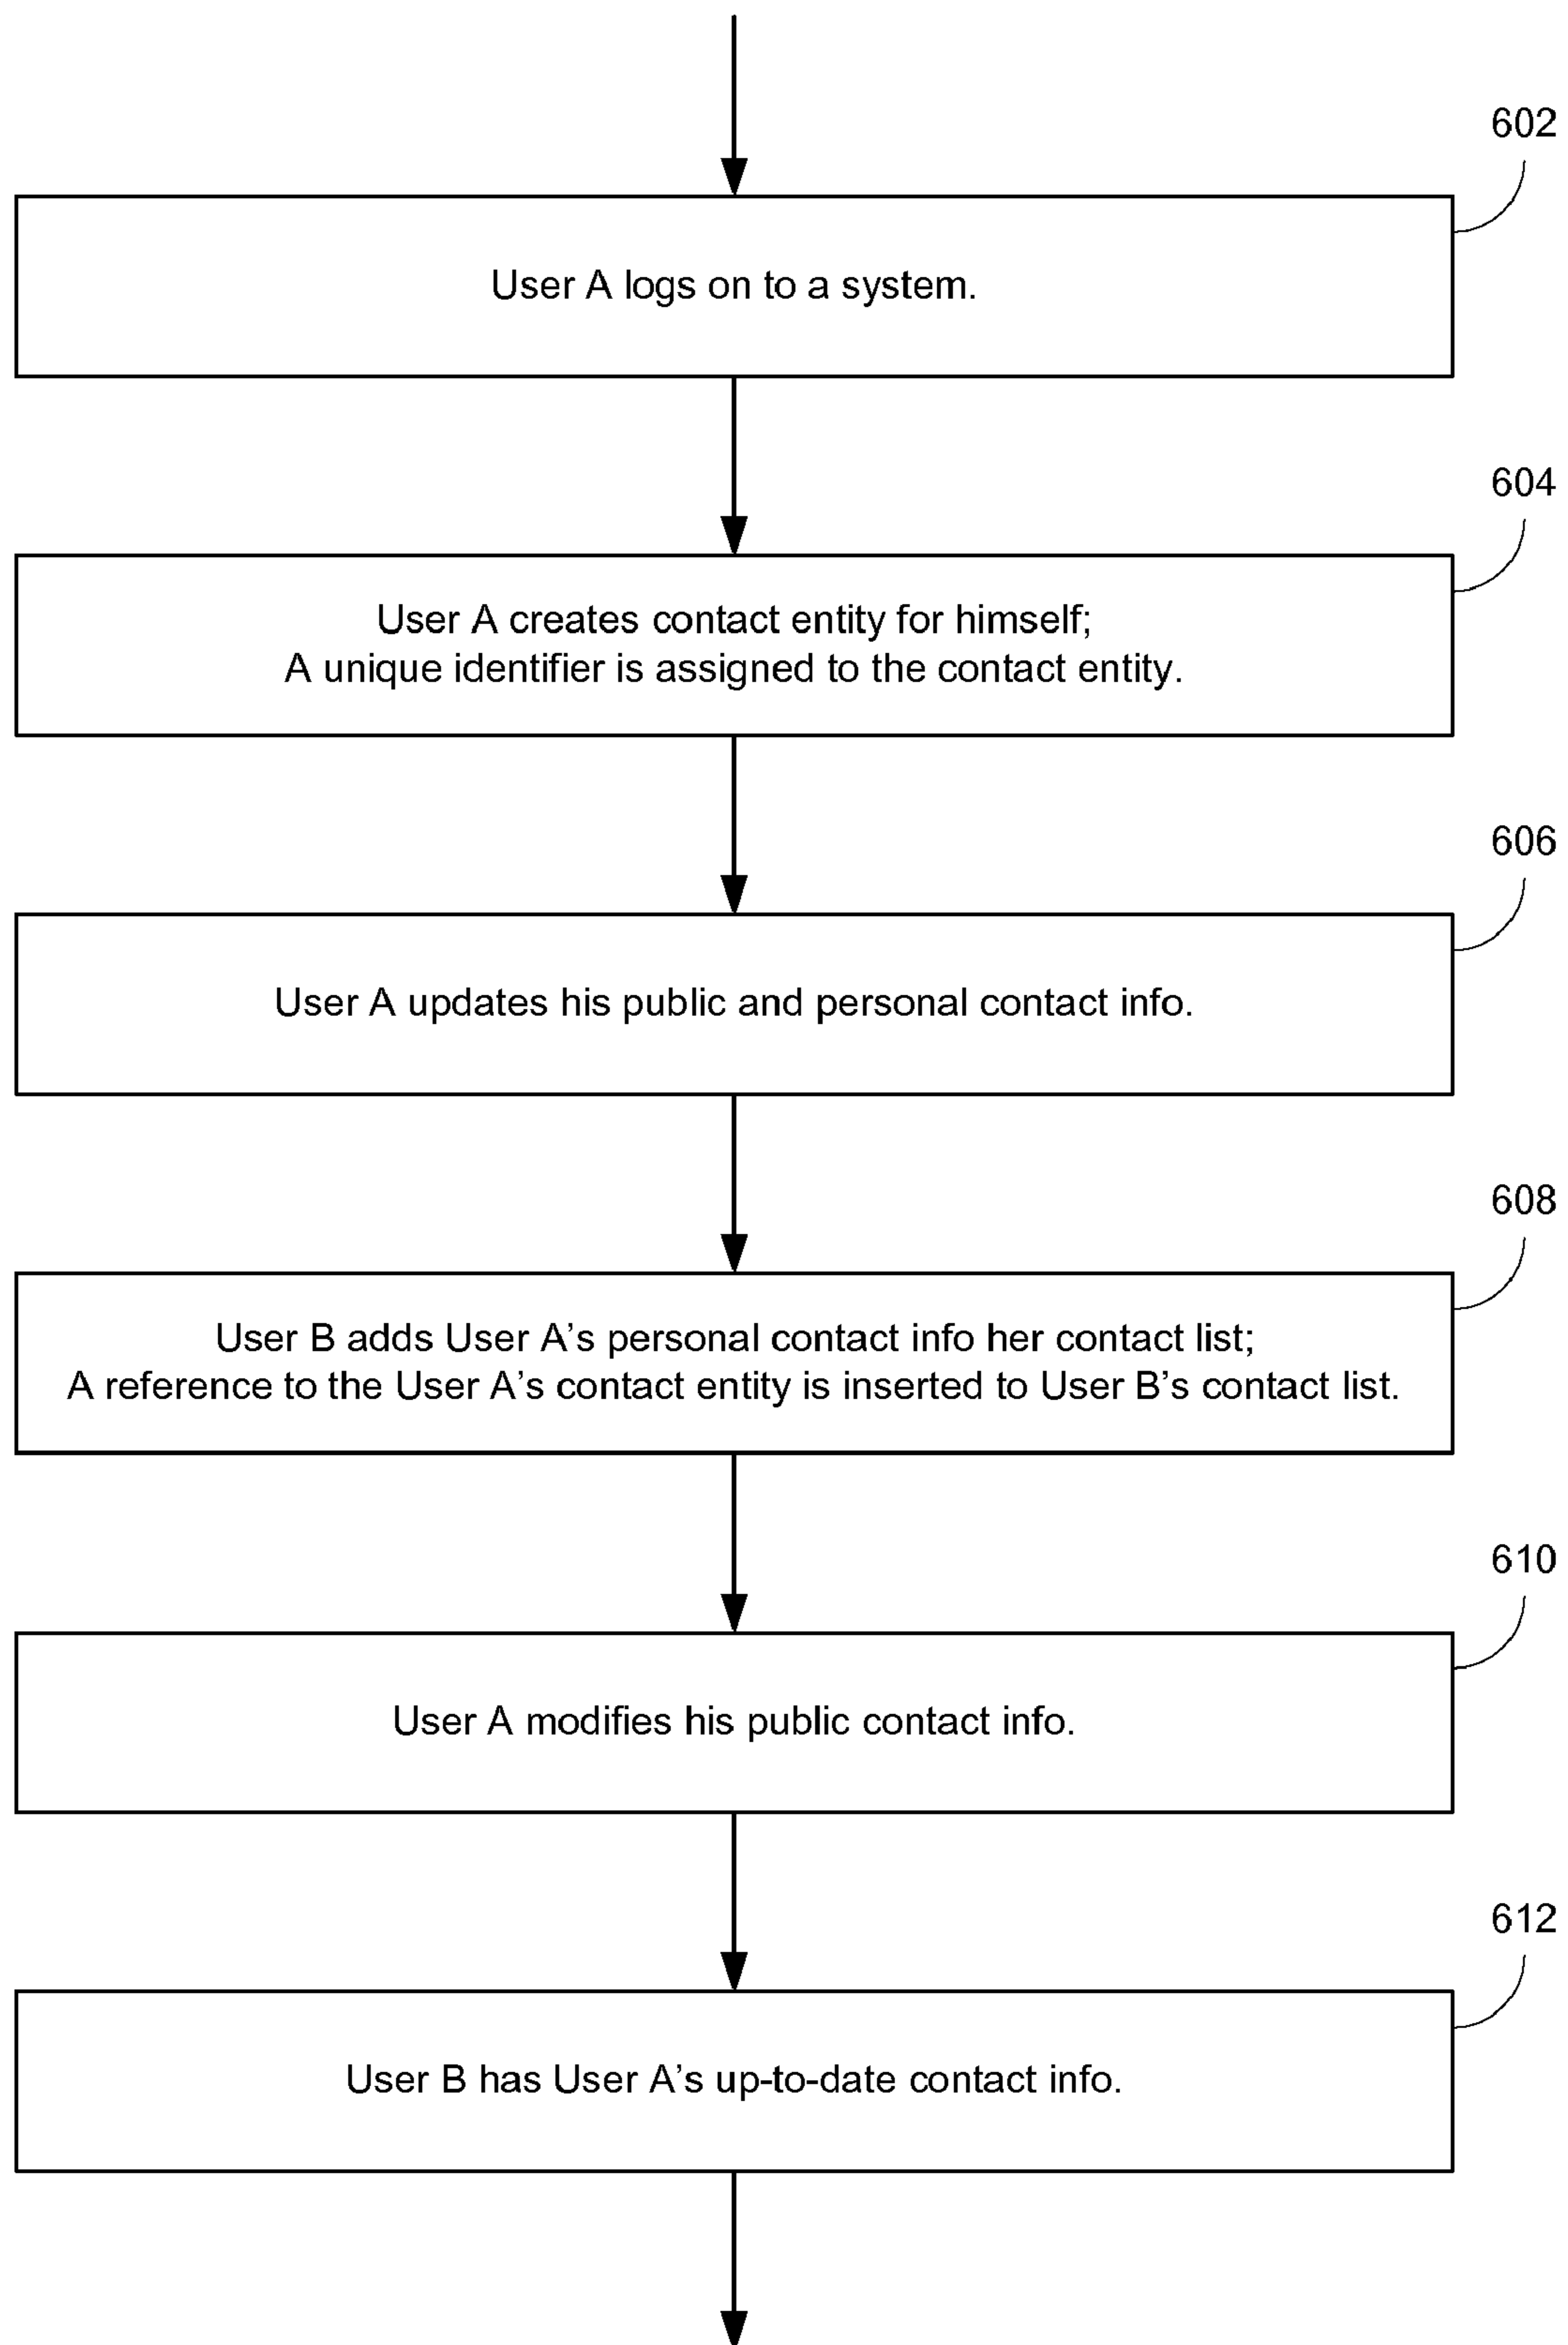 602
User A logs on to a system.
604
User A creates contact entity for himself;
A unique identifier is assigned to the contact entity.
606
User A updates his public and personal contact info.
608
User B adds User A’s personal contact info her contact list;
A reference to the User A’s contact entity is inserted to User B’s contact list.
610
User A modifies his public contact info.
612
User B has User A’s up-to-date contact info.